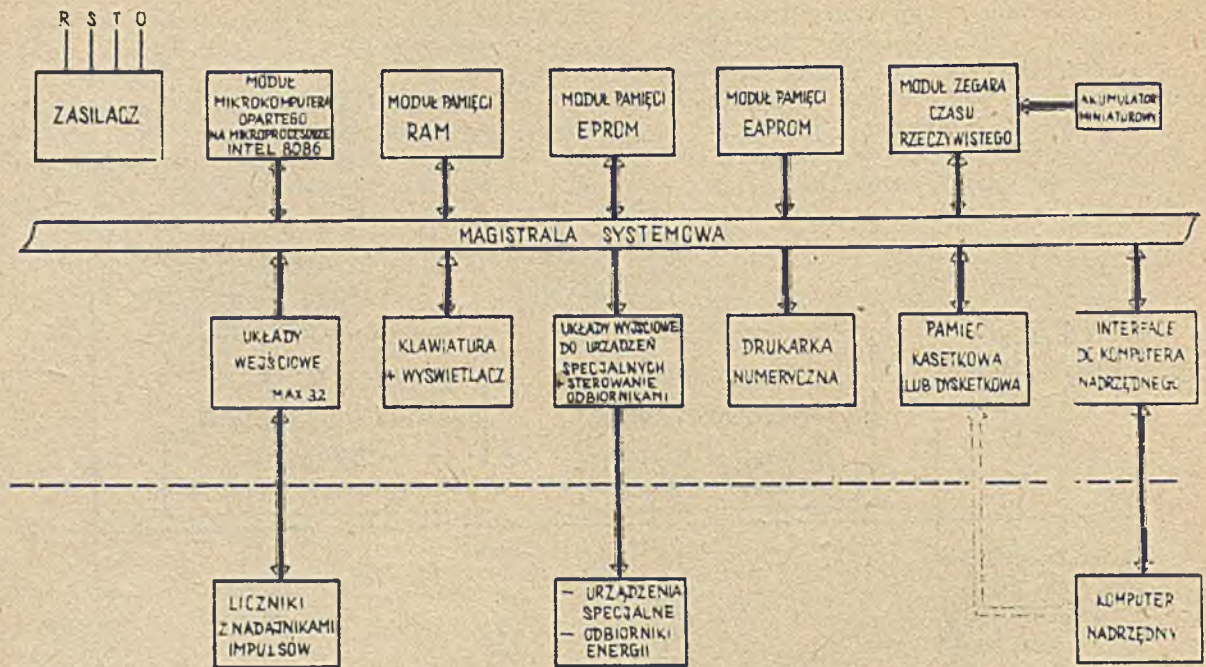 R S T O
ZASILACZ
MODUŁ
MIKROKOMPUTERA
OPARTEGO
NA MIKROPROCESORZE
INTEL 8086
MODUŁ PAMIĘCI
RAM
MODUŁ PAMIĘCI
EPROM
MODUŁ PAMIĘCI
EAPROM
MODUŁ ZEGARA
CZASU
RZECZYWISTEGO
AKUMULATOR
MINIATUROWY
MAGISTRALA SYSTEMOWA
UKŁADY
WEJŚCIOWE
MAX 32
KLAWIATURA
+ WYŚWIETLACZ
UKŁADY WYJŚCIOWE
DO URZĄDZEŃ
SPECJALNYCH
+ STEROWANIE
ODBIORNIKAMI
DRUKARKA
NUMERYCZNA
PAMIĘĆ
KASETKOWA
LUB DYSKETKOWA
INTERFACE
DO KOMPUTERA
NADRZĘDNEGO
LICZNIKI
Z NADAJNIKAMI
IMPULSÓW
— URZĄDZENIA
SPECJALNE
— ODBIORNIKI
ENERGII
KOMPUTER
NADRZĘDNY